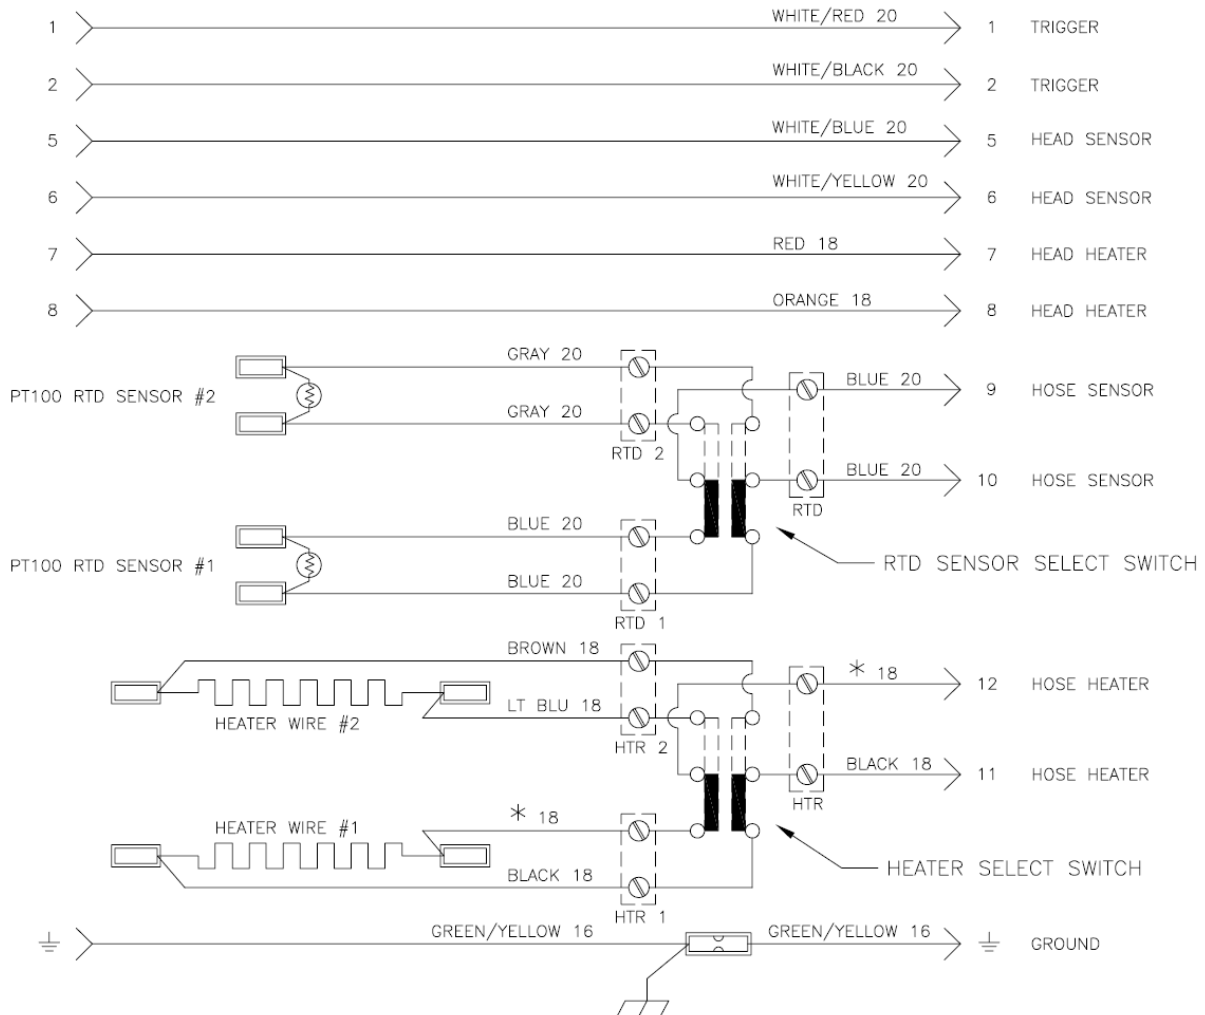 1 WHITE/RED 20 1 TRIGGER
2 WHITE/BLACK 20 2 TRIGGER
5 WHITE/BLUE 20 5 HEAD SENSOR
6 WHITE/YELLOW 20 6 HEAD SENSOR
7 RED 18 7 HEAD HEATER
8 ORANGE 18 8 HEAD HEATER
GRAY 20
BLUE 20 9 HOSE SENSOR
PT100 RTD SENSOR #2
GRAY 20
RTD 2
BLUE 20 10 HOSE SENSOR
RTD
BLUE 20
PT100 RTD SENSOR #1
RTD SENSOR SELECT SWITCH
BLUE 20
RTD 1
BROWN 18
* 18 12 HOSE HEATER
LT BLU 18
HEATER WIRE #2
HTR 2
BLACK 18 11 HOSE HEATER
HTR
* 18
HEATER WIRE #1
HEATER SELECT SWITCH
BLACK 18
HTR 1
GREEN/YELLOW 16 GREEN/YELLOW 16 GROUND